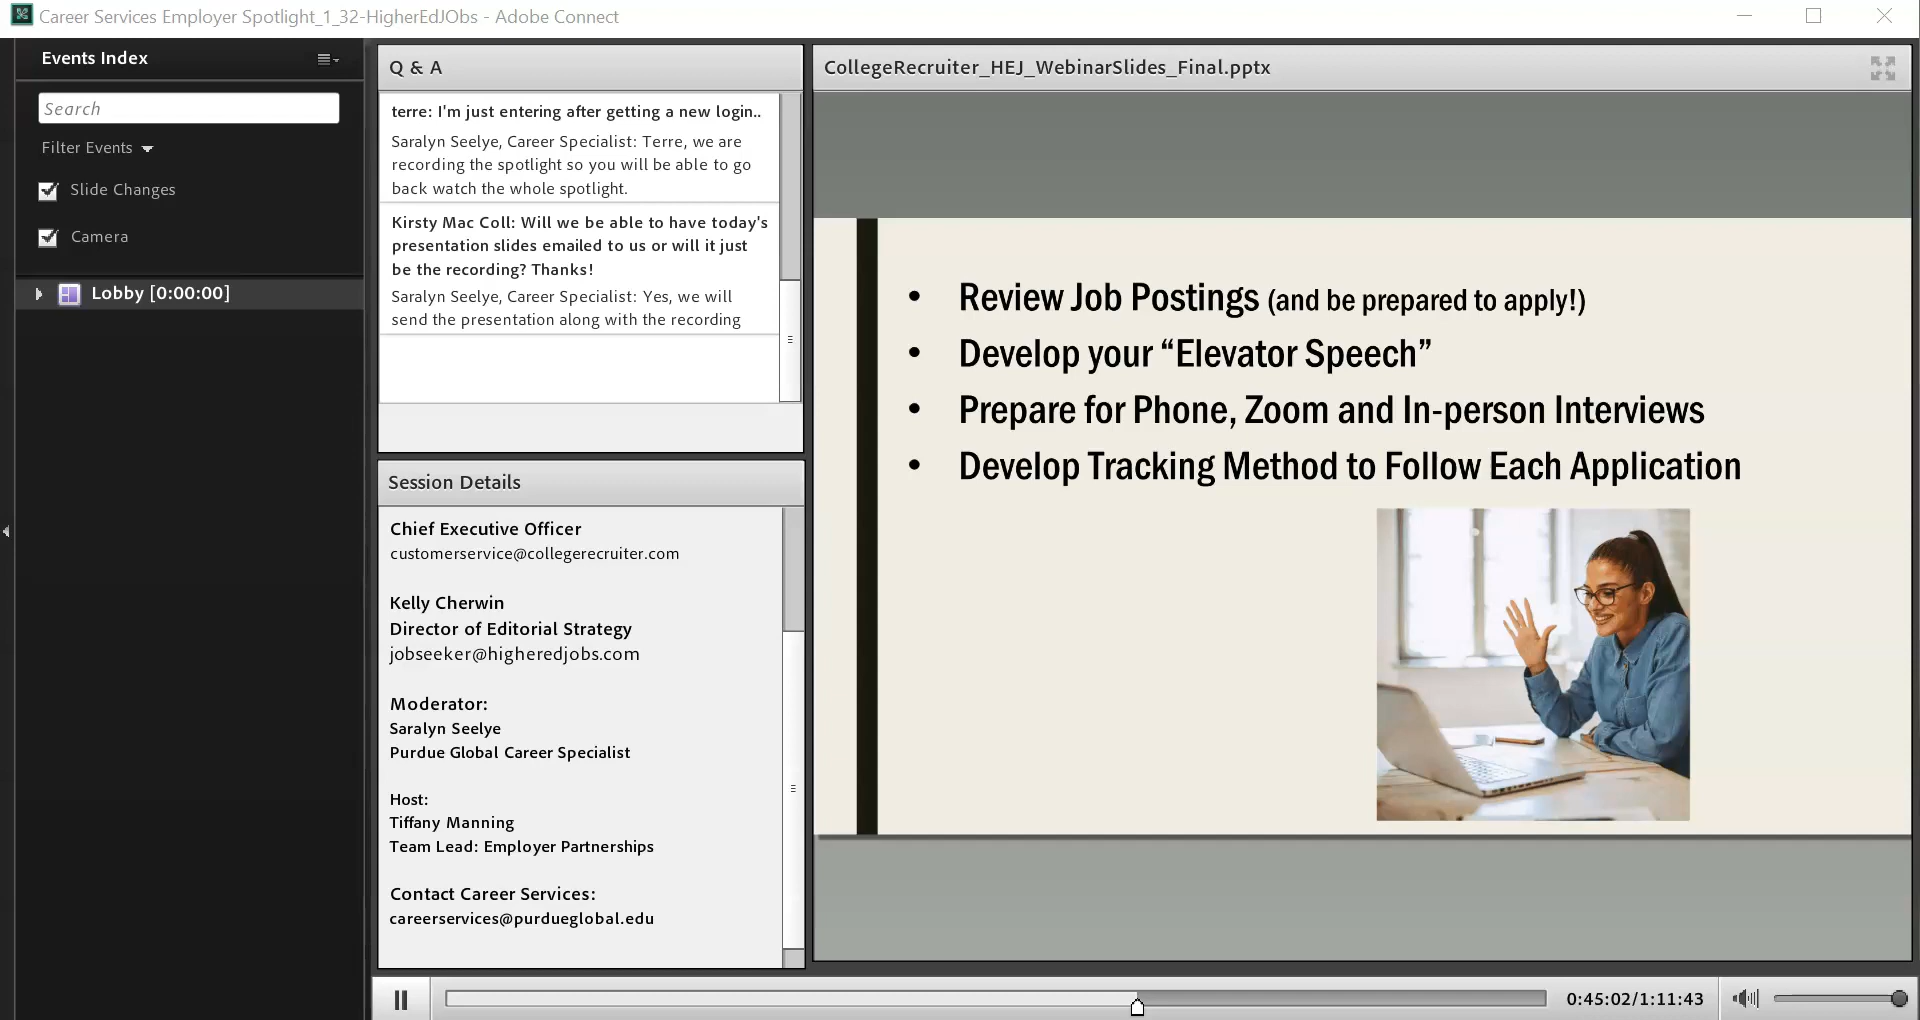 Career Services Employer Spotlight_1_32-HigherEdJObs - Adobe Connect
Events Index
Search
Filter Events
Slide Changes
Camera
Lobby [0:00:00]
Q & A
terre: I'm just entering after getting a new login..
Saralyn Seelye, Career Specialist: Terre, we are
recording the spotlight so you will be able to go
back watch the whole spotlight.
Kirsty Mac Coll: Will we be able to have today's
presentation slides emailed to us or will it just
be the recording? Thanks!
Saralyn Seelye, Career Specialist: Yes, we will
send the presentation along with the recording
Session Details
Chief Executive Officer
customerservice@collegerecruiter.com
Kelly Cherwin
Director of Editorial Strategy
jobseeker@higheredjobs.com
Moderator:
Saralyn Seelye
Purdue Global Career Specialist
Host:
Tiffany Manning
Team Lead: Employer Partnerships
Contact Career Services:
careerservices@purdueglobal.edu
CollegeRecruiter_HEJ_WebinarSlides_Final.pptx
• Review Job Postings (and be prepared to apply!)
• Develop your “Elevator Speech”
• Prepare for Phone, Zoom and In-person Interviews
• Develop Tracking Method to Follow Each Application
0:45:02/1:11:43